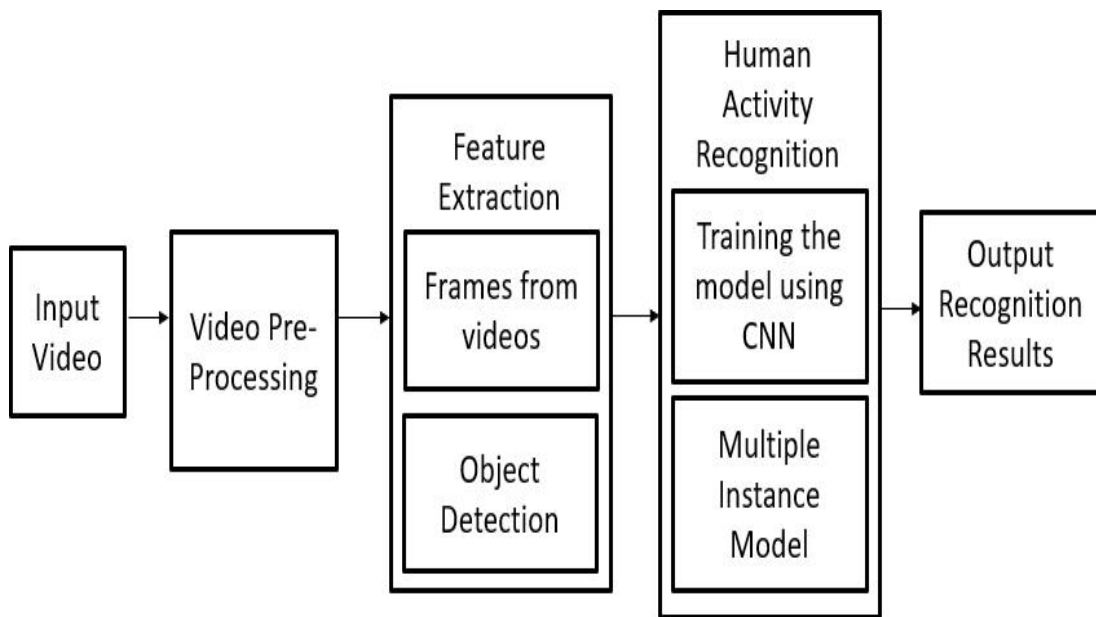 Input
Video
Video Pre-
Processing
Feature
Extraction
Frames from
videos
Object
Detection
Human
Activity
Recognition
Training the
model using
CNN
Multiple
Instance
Model
Output
Recognition
Results